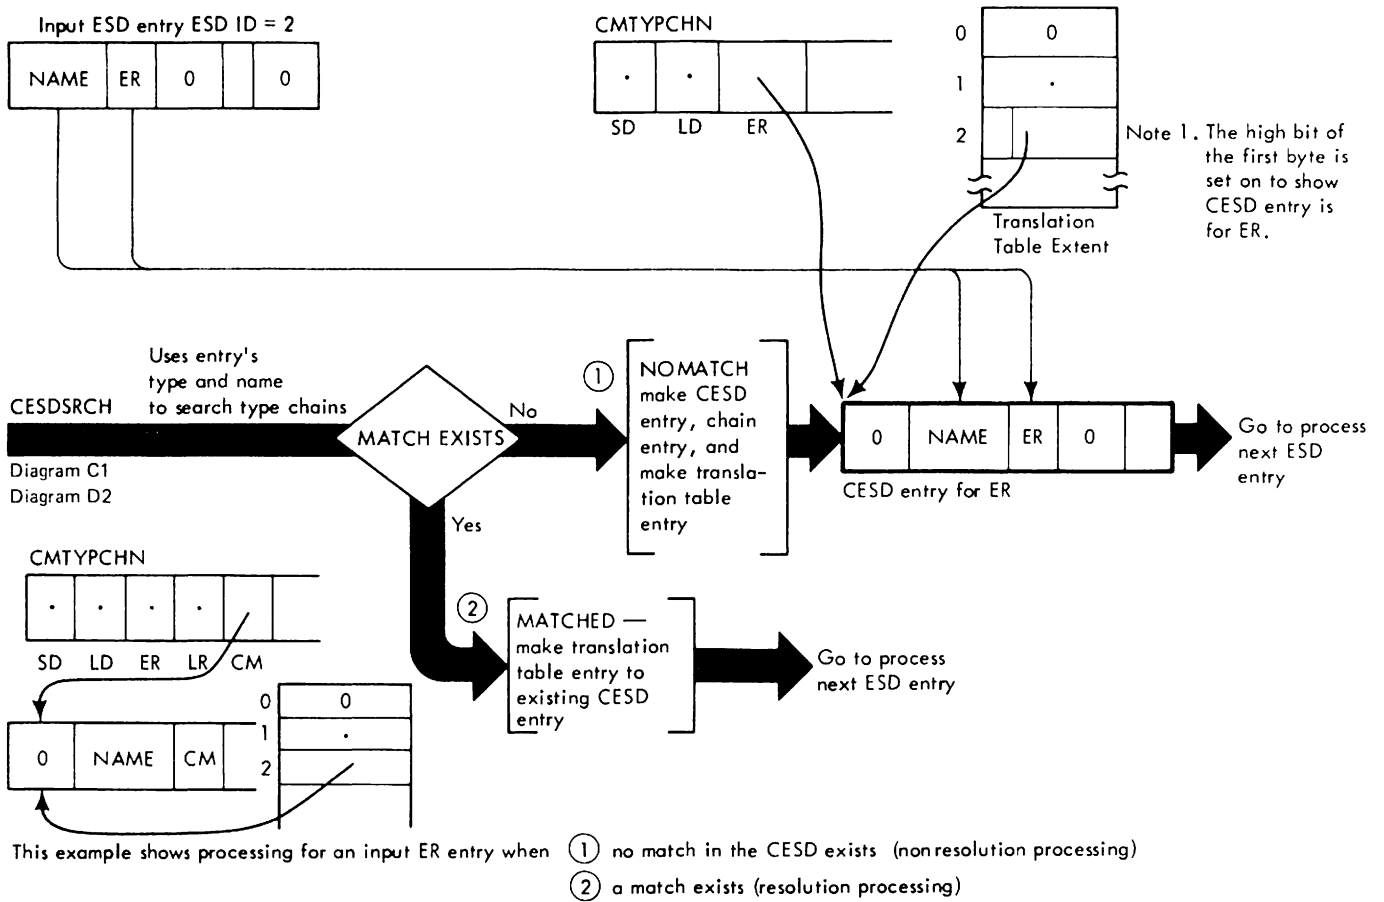 Input ESD entry ESD ID = 2
NAME ER 0 0
CMTYPCHN
SD LD ER
0 0
1
2
Translation
Table Extent
Note 1. The high bit of
the first byte is
set on to show
CESD entry is
for ER.
Uses entry's
type and name
to search type chains
CESDSRCH
Diagram C1
Diagram D2
MATCH EXISTS
No
Yes
1
NOMATCH
make CESD
entry, chain
entry, and
make transla-
tion table
entry
0 NAME ER 0
CESD entry for ER
Go to process
next ESD
entry
CMTYPCHN
SD LD ER LR CM
0 NAME CM
0 0
1
2
2
MATCHED —
make translation
table entry to
existing CESD
entry
Go to process
next ESD entry
This example shows processing for an input ER entry when 1 no match in the CESD exists (nonresolution processing)
2 a match exists (resolution processing)